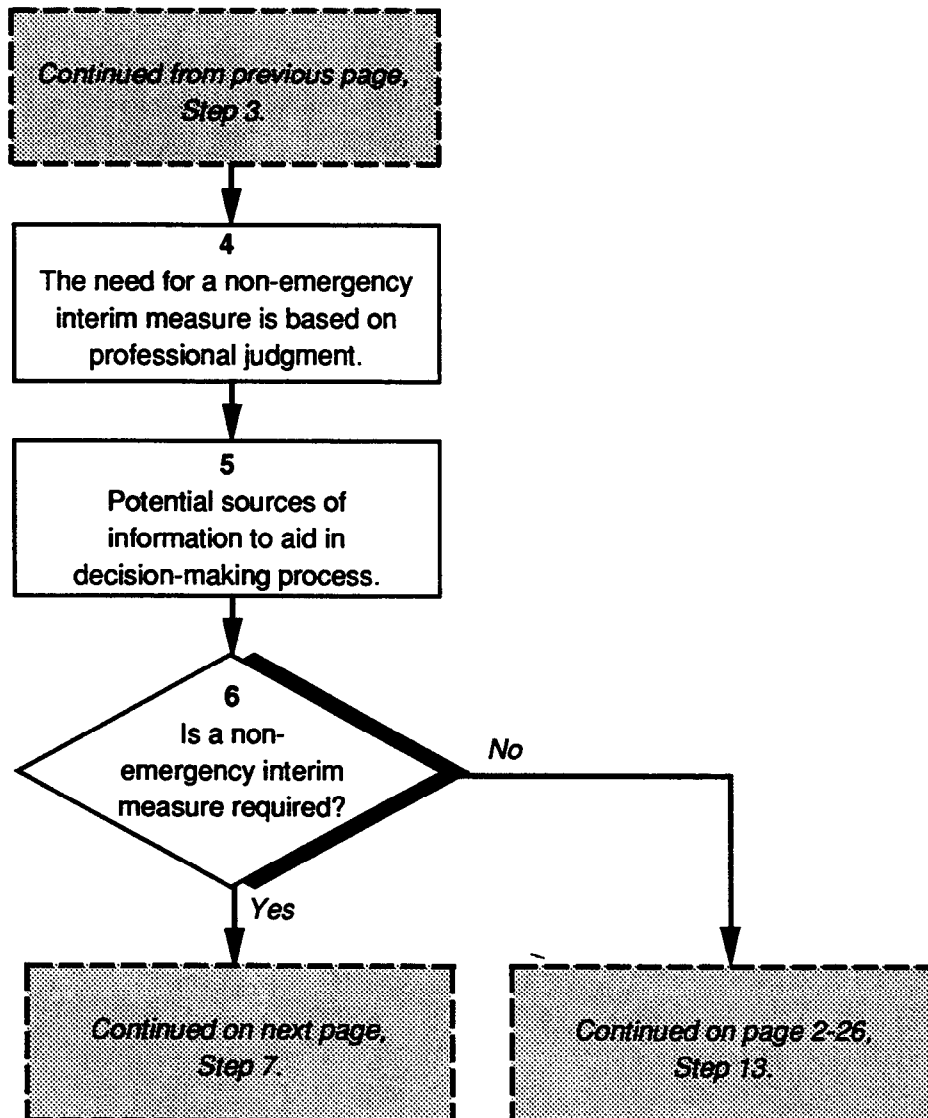 Continued from previous page,
Step 3.
4
The need for a non-emergency
interim measure is based on
professional judgment.
5
Potential sources of
information to aid in
decision-making process.
6
Is a non-
emergency interim
measure required?
No
Yes
Continued on next page,
Step 7.
Continued on page 2-26,
Step 13.